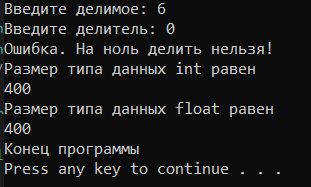 Введите делимое: 6
Введите делитель: 0
Ошибка. На ноль делить нельзя!
Размер типа данных int равен
400
Размер типа данных float равен
400
Конец программы
Press any key to continue . . .